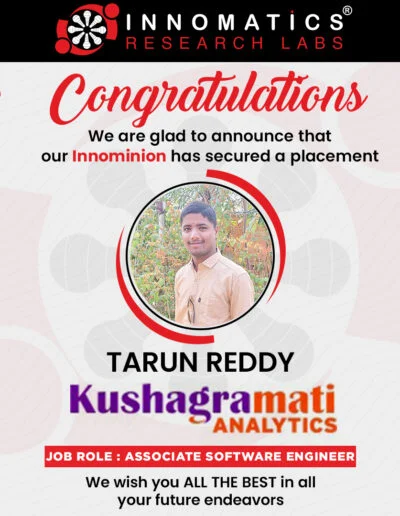 INNOMATICS®
RESEARCH LABS
Congratulations
We are glad to announce that
our Innominion has secured a placement
TARUN REDDY
Kushagramati
ANALYTICS
JOB ROLE : ASSOCIATE SOFTWARE ENGINEER
We wish you ALL THE BEST in all
your future endeavors